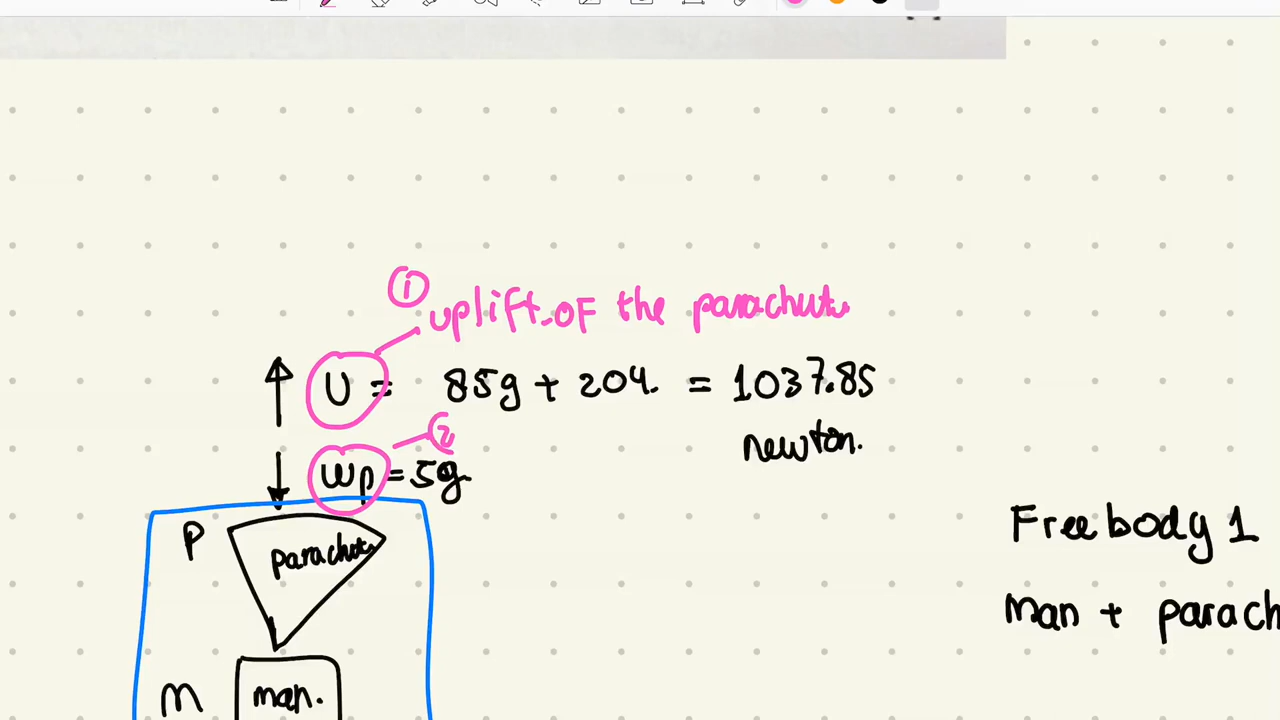 ① uplift of the parachute
U = 85g + 204. = 1037.85
newton.
②
Wp = 5g.
P parachute
Free body 1
man + parach
M man.